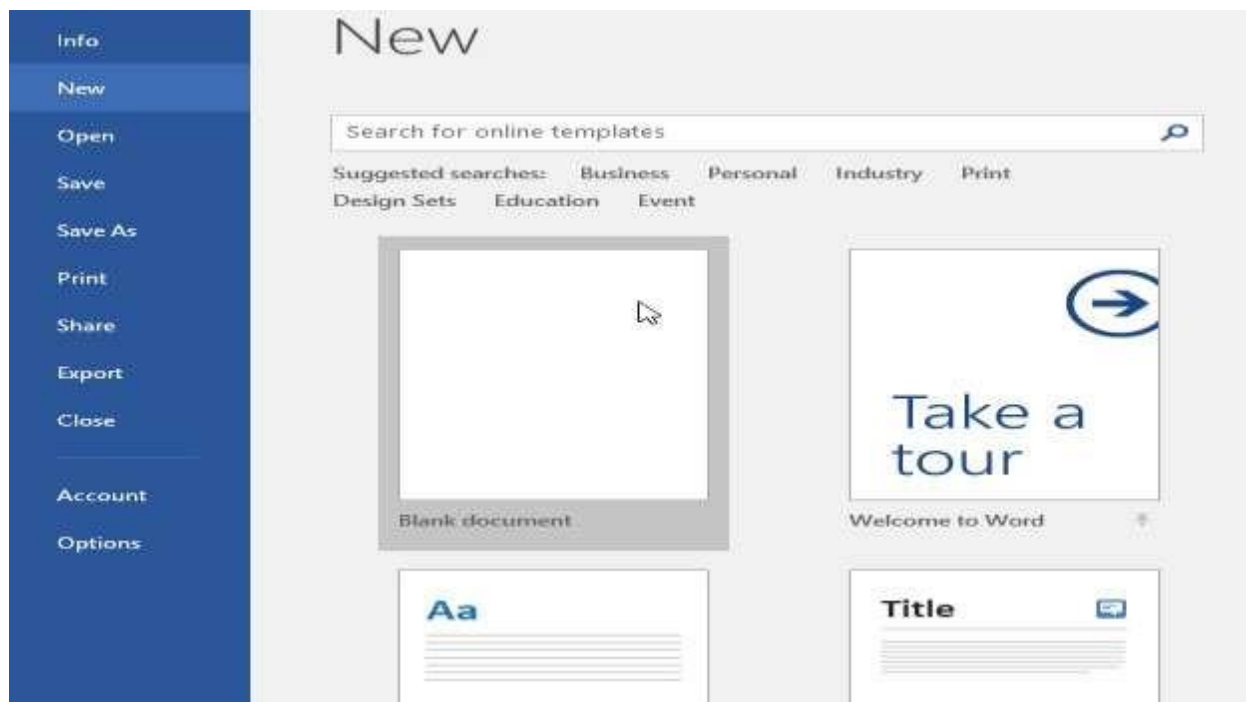 Info
New
Open
Save
Save As
Print
Share
Export
Close
Account
Options
New
Search for online templates
Suggested searches: Business Personal Industry Print
Design Sets Education Event
Take a
tour
Blank document
Welcome to Word
Aa
Title